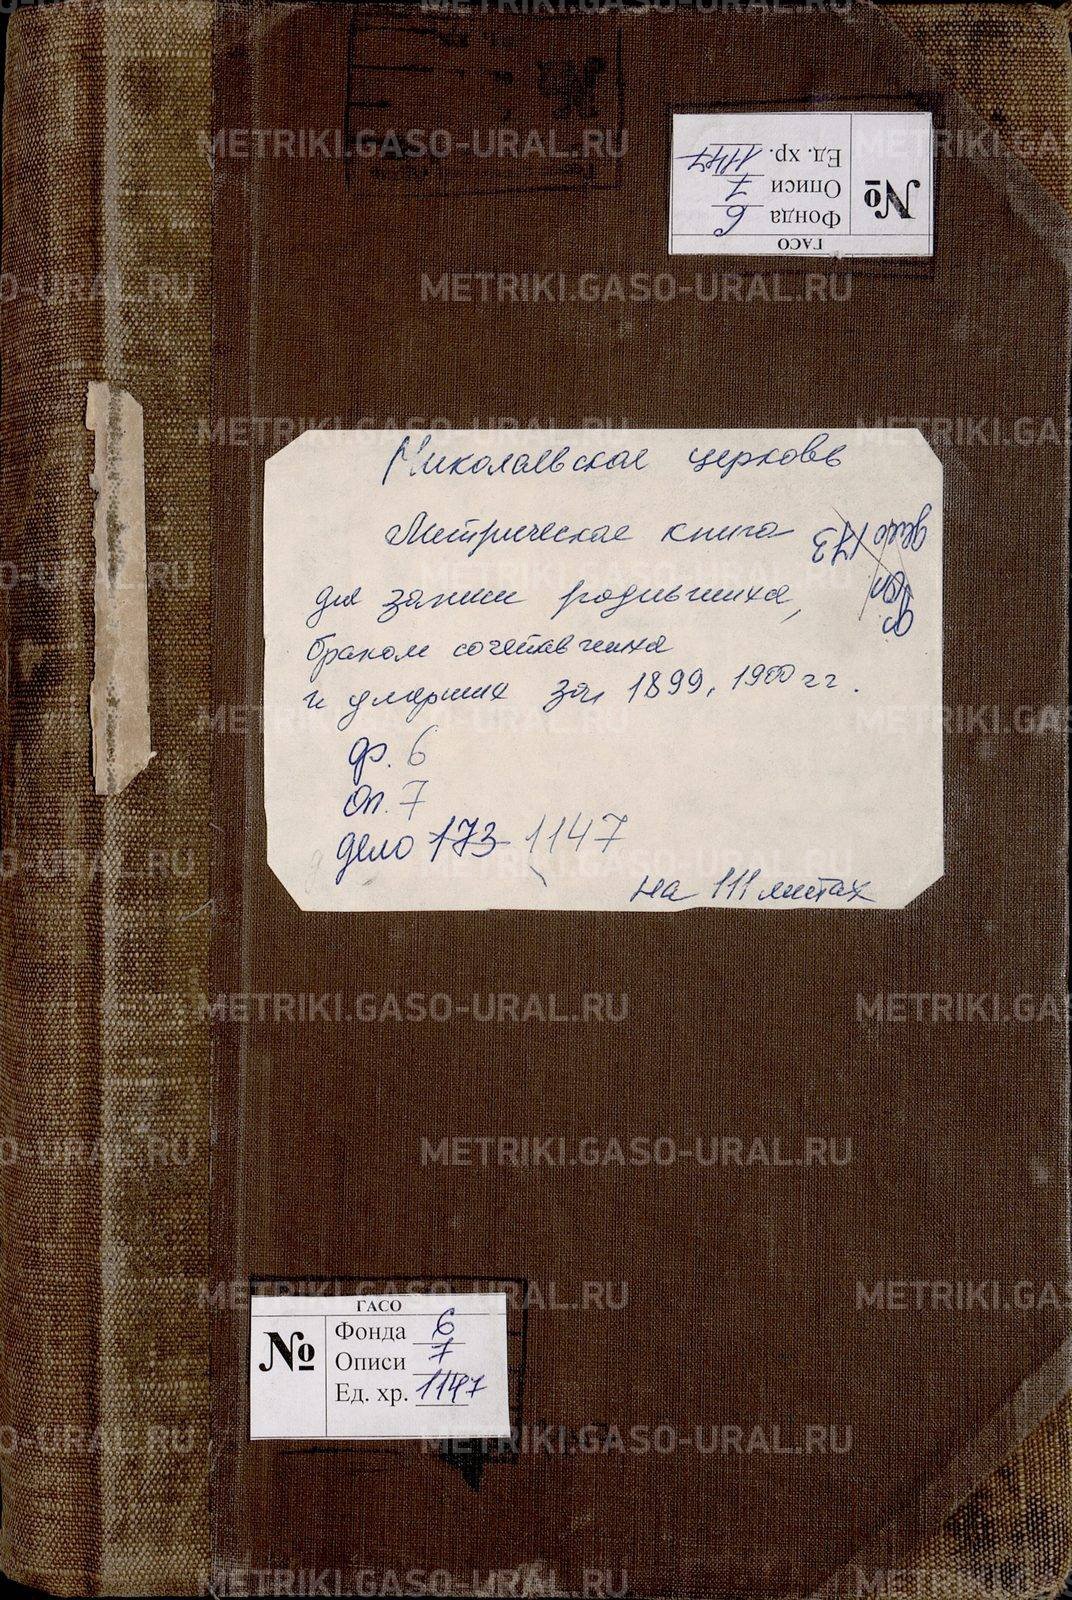 ГАСО
№
Фонда 6
Описи 7
Ед. хр. 1147
Николаевская церковь
Метрическая книга
для записи родившихся,
браком сочетавшихся
и умерших за 1899, 1900 гг.
ф. 6
оп. 7
дело 173 1147
на 111 листах
дело 173
ГАСО
№
Фонда 6
Описи 7
Ед. хр. 1147
METRIKI.GASO-URAL.RU